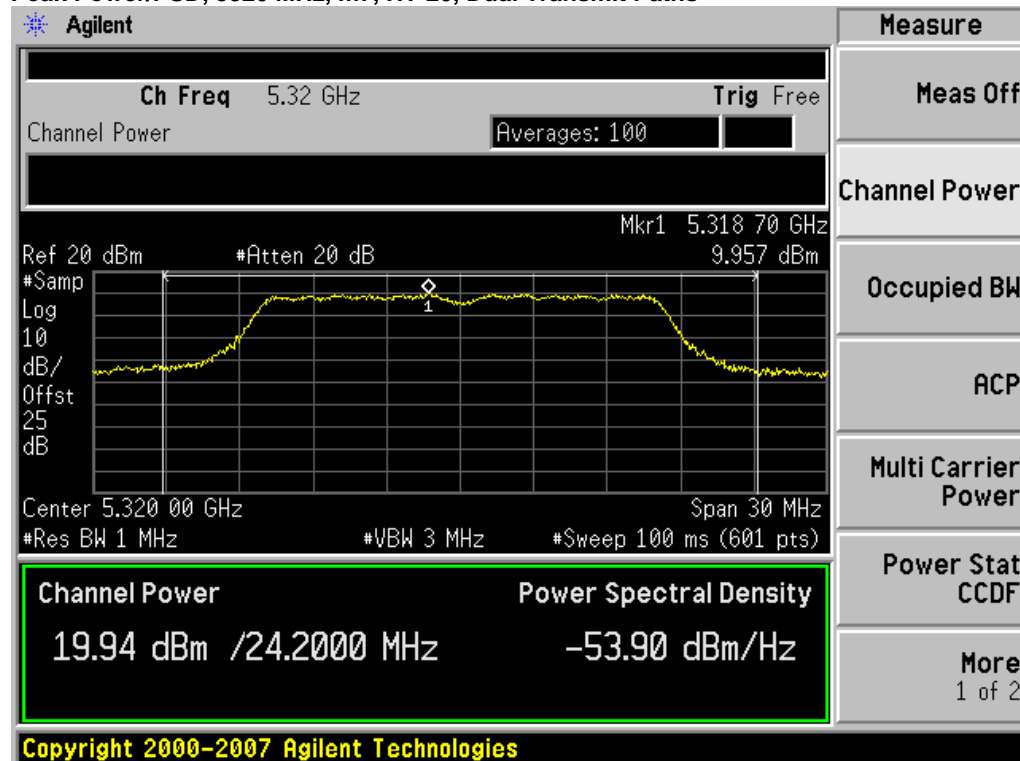 Agilent
Measure
Ch Freq 5.32 GHz Trig Free
Channel Power Averages: 100
Mkr1 5.318 70 GHz
Ref 20 dBm #Atten 20 dB 9.957 dBm
#Samp
Log
10
dB/
Offst
25
dB
1
Center 5.320 00 GHz Span 30 MHz
#Res BW 1 MHz #VBW 3 MHz #Sweep 100 ms (601 pts)
Channel Power Power Spectral Density
19.94 dBm /24.2000 MHz -53.90 dBm/Hz
Meas Off
Channel Power
Occupied BW
ACP
Multi Carrier
Power
Power Stat
CCDF
More
1 of 2
Copyright 2000-2007 Agilent Technologies